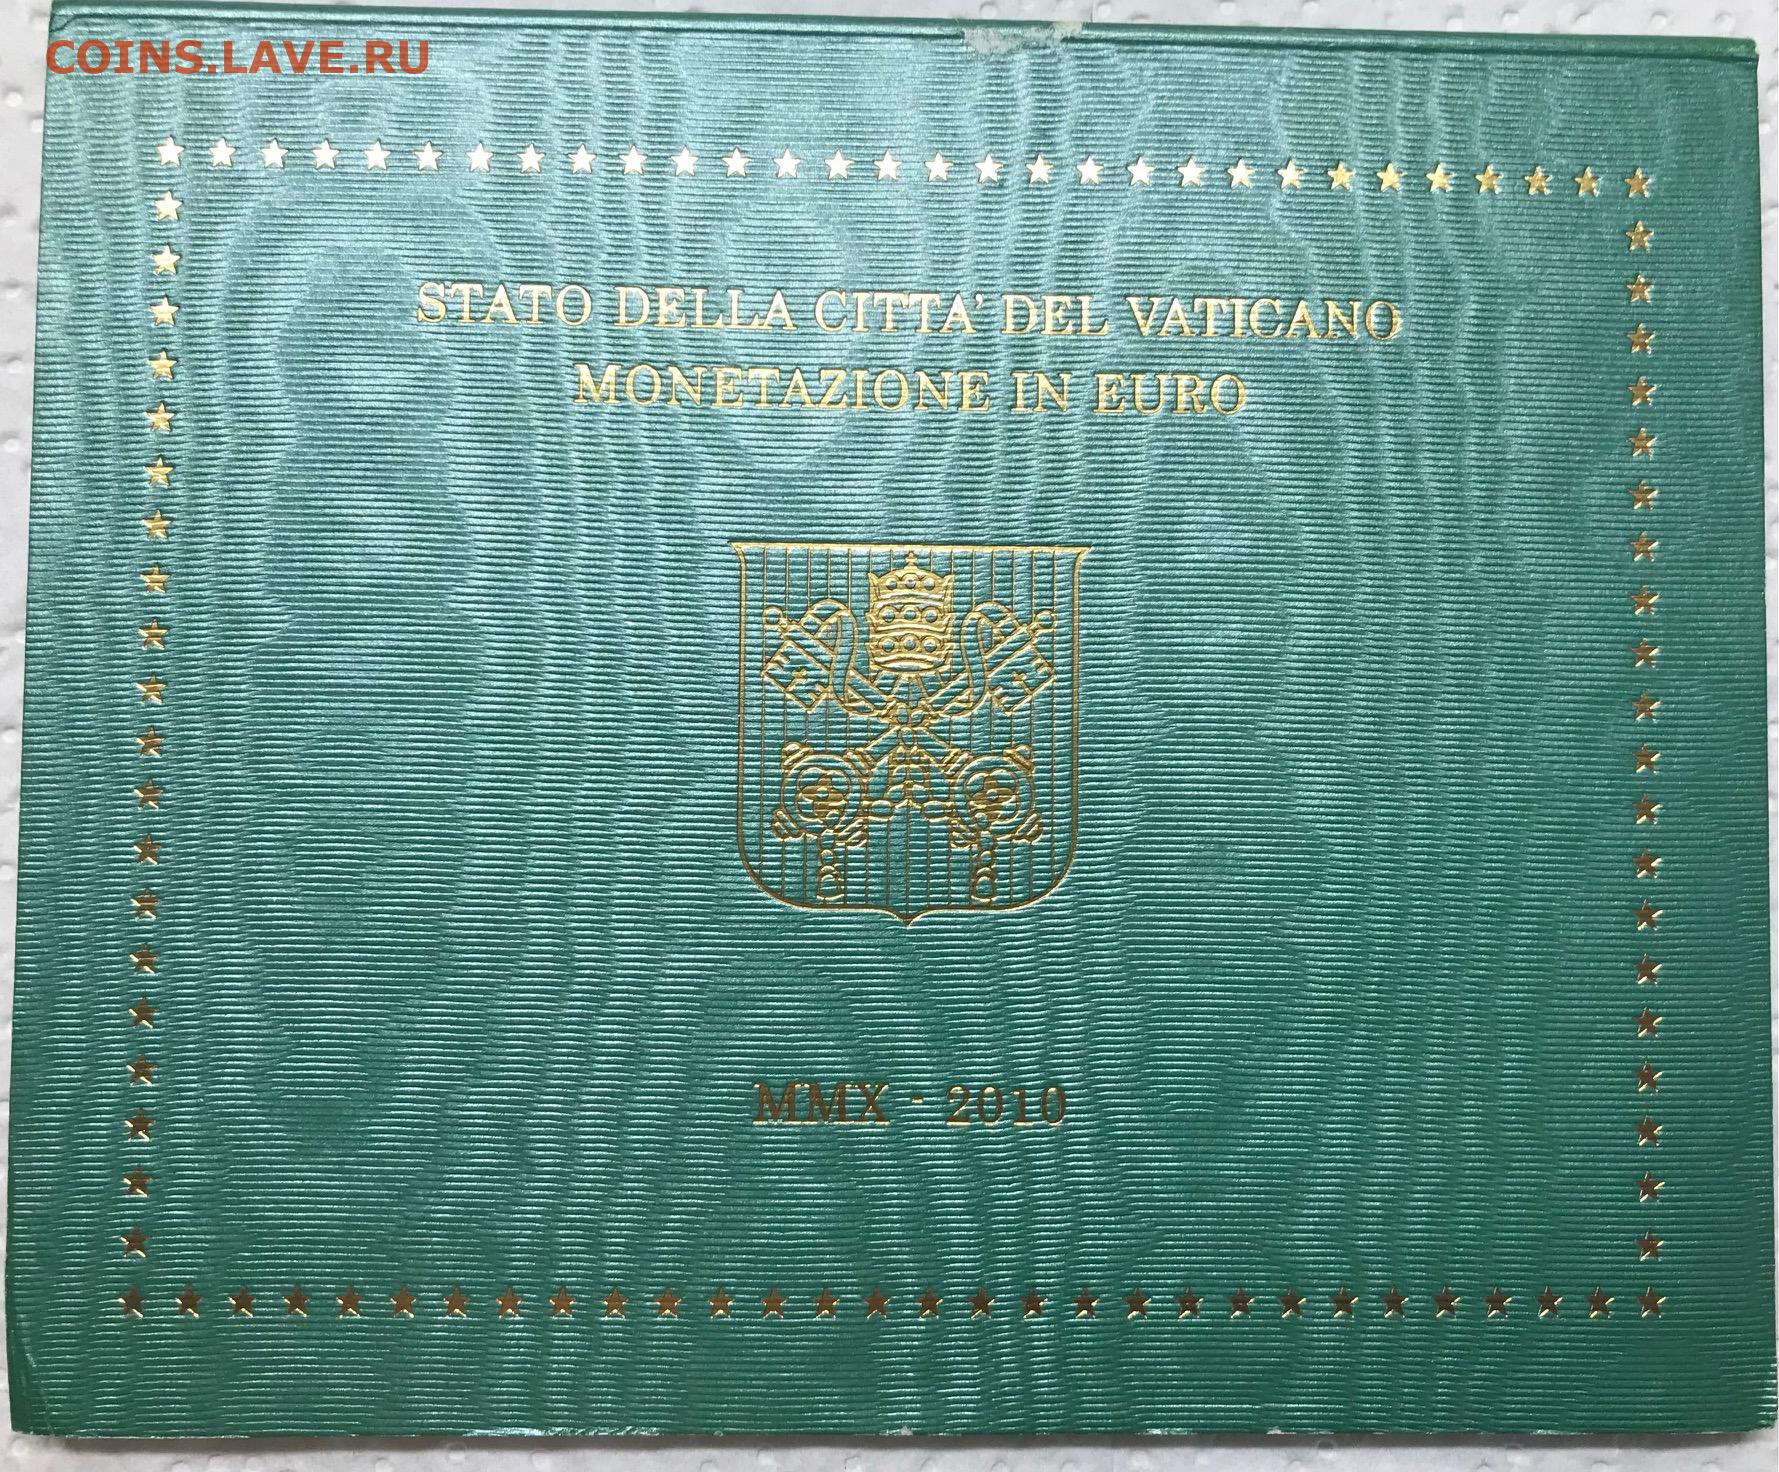 COINS.LAVE.RU
STATO DELLA CITTA' DEL VATICANO
MONETAZIONE IN EURO
MMX - 2010